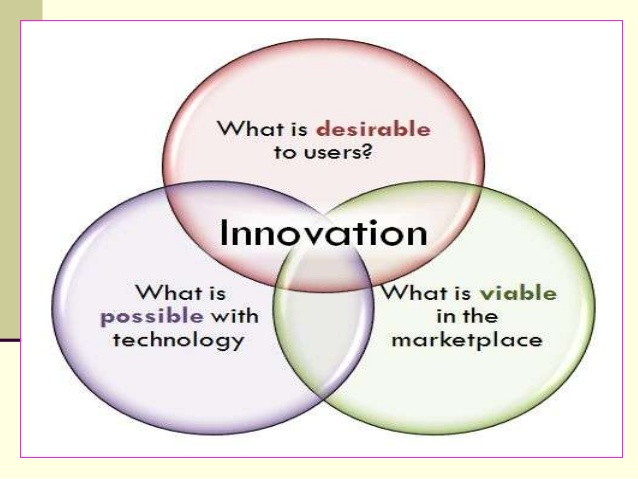 What is desirable
to users?
Innovation
What is
possible with
technology
What is viable
in the
marketplace